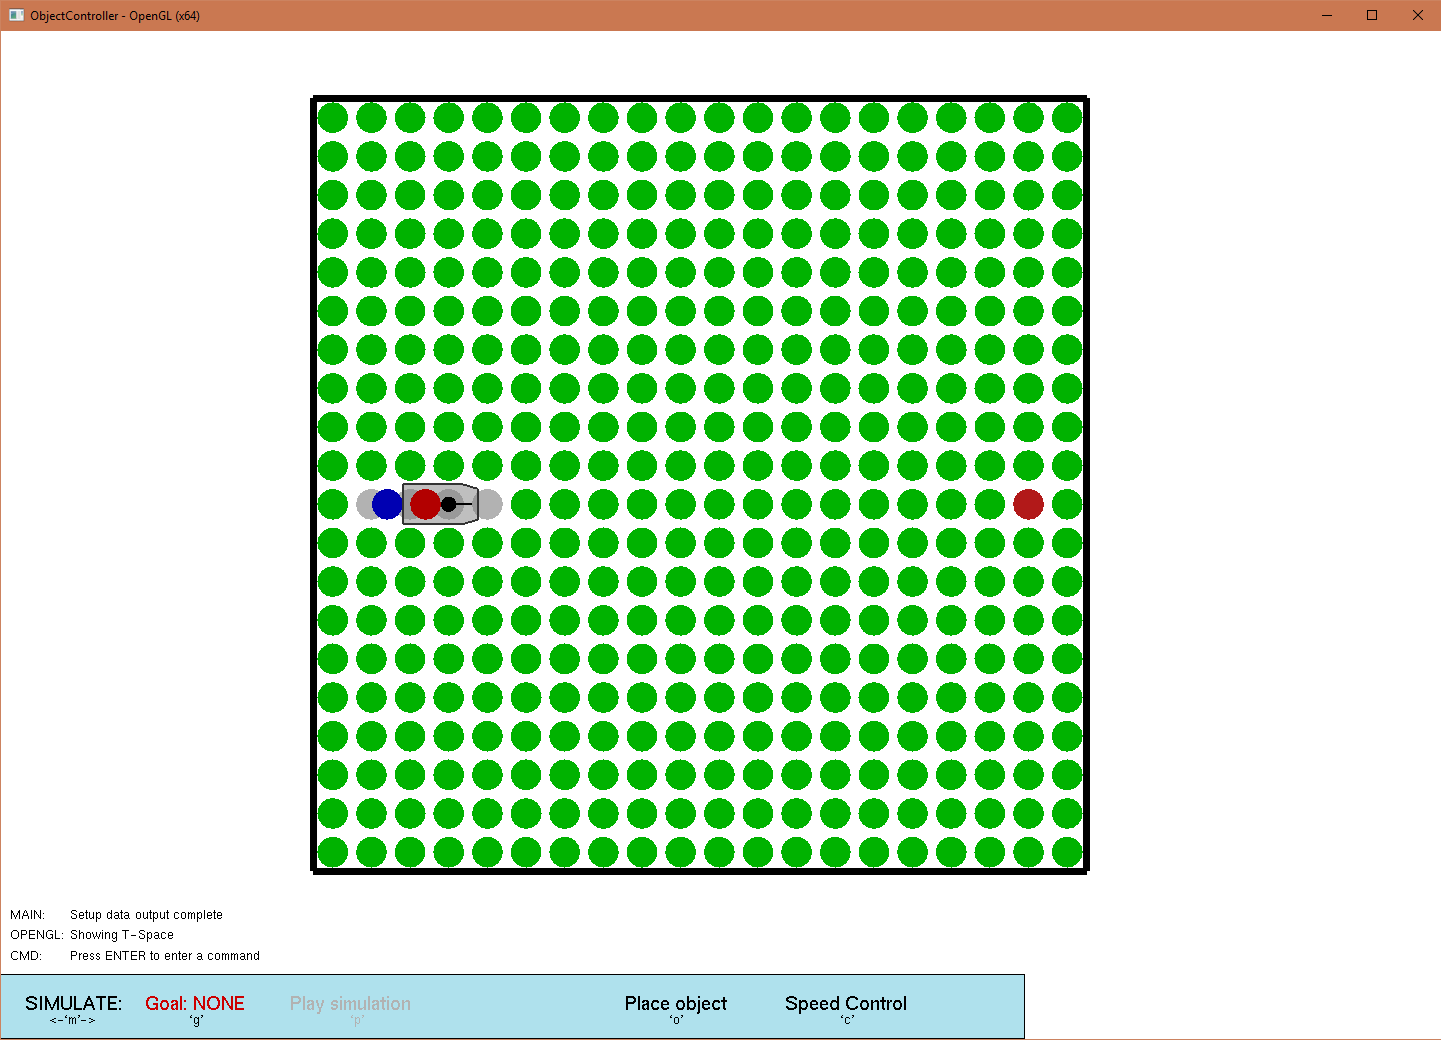 ObjectController - OpenGL (x64)
MAIN: Setup data output complete
OPENGL: Showing T-Space
CMD: Press ENTER to enter a command
SIMULATE: Goal: NONE Play simulation Place object Speed Control
<-'m'-> 'g' 'p' 'o' 'c'